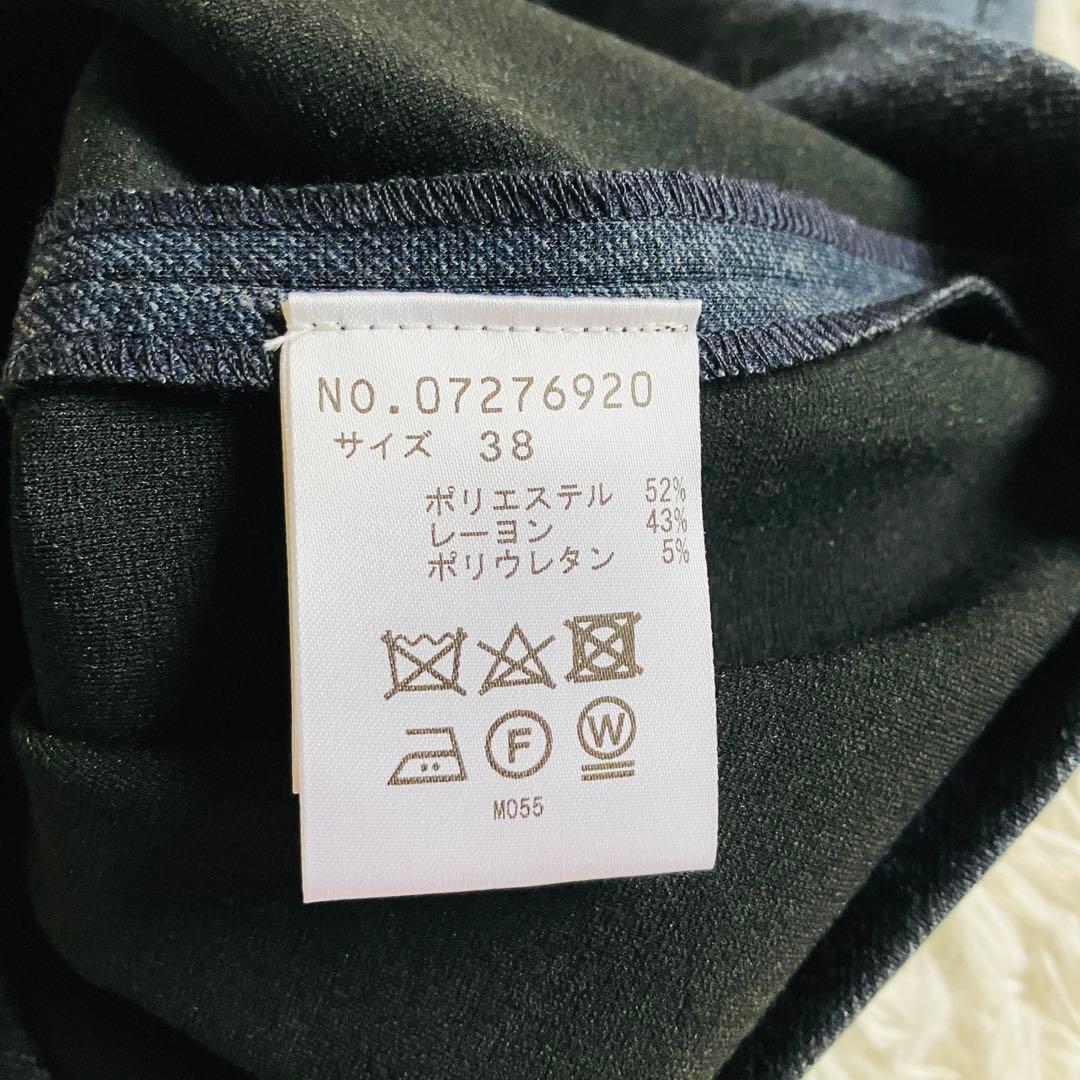 NO.07276920
サイズ 38
ポリエステル 52%
レーヨン 43%
ポリウレタン 5%
F W
M055